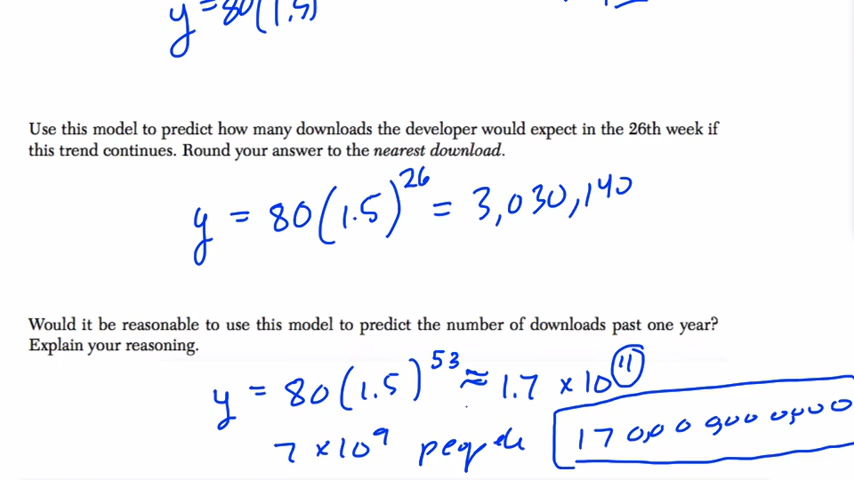 y = 80(1.5)
Use this model to predict how many downloads the developer would expect in the 26th week if
this trend continues. Round your answer to the nearest download.
y = 80(1.5)^26 = 3,030,140
Would it be reasonable to use this model to predict the number of downloads past one year?
Explain your reasoning.
y = 80(1.5)^53 ≈ 1.7 × 10^11
7 × 10^9 people